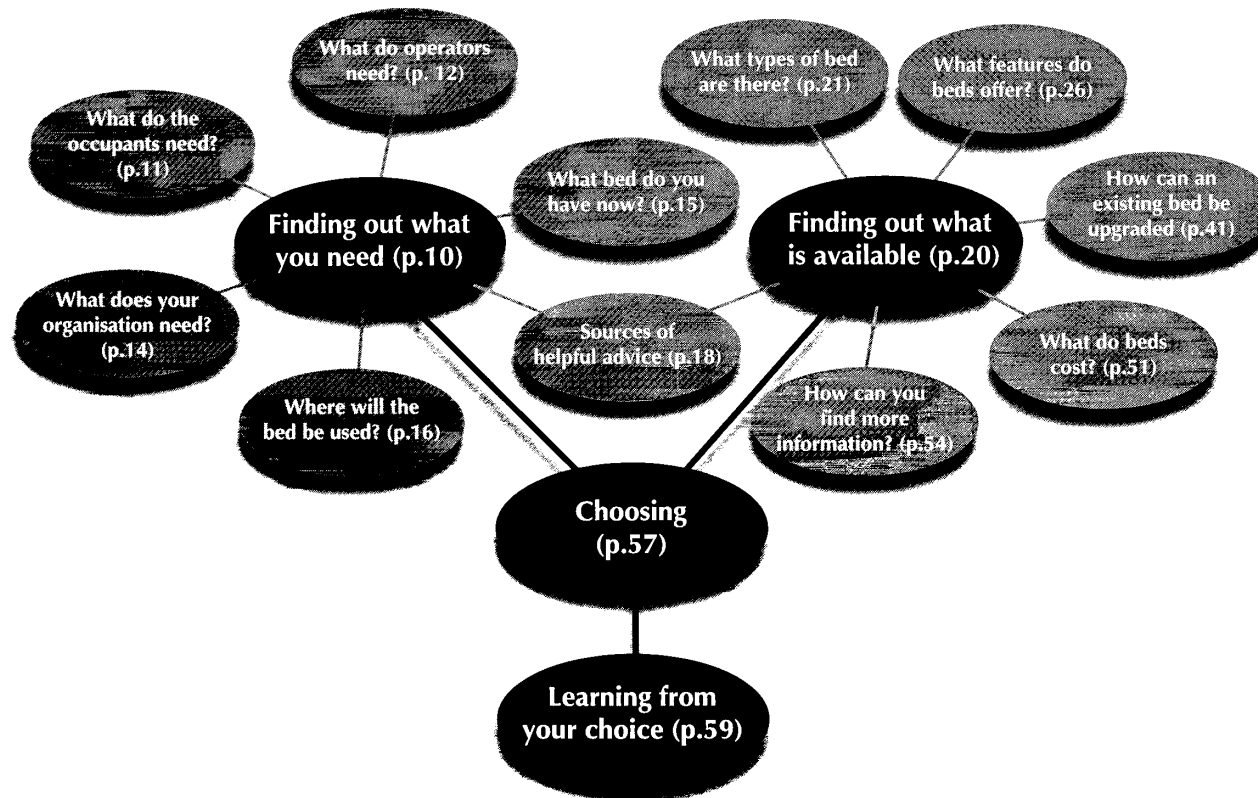 What do operators
need? (p. 12)
What types of bed
are there? (p.21)
What features do
beds offer? (p.26)
What do the
occupants need?
(p.11)
What bed do you
have now? (p.15)
How can an
existing bed be
upgraded (p.41)
Finding out what
you need (p.10)
Finding out what
is available (p.20)
What does your
organisation need?
(p.14)
Sources of
helpful advice (p.18)
What do beds
cost? (p.51)
Where will the
bed be used? (p.16)
How can you
find more
information? (p.54)
Choosing
(p.57)
Learning from
your choice (p.59)